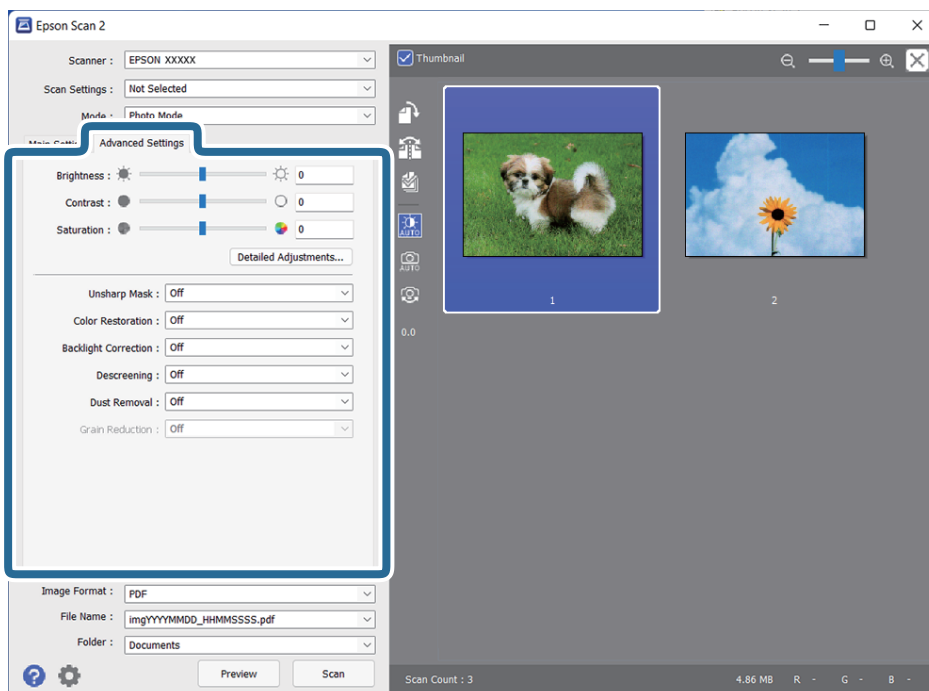 Epson Scan 2
Scanner : EPSON XXXXX
Scan Settings : Not Selected
Mode : Photo Mode
Advanced Settings
Brightness : 0
Contrast : 0
Saturation : 0
Detailed Adjustments...
Unsharp Mask : Off
Color Restoration : Off
Backlight Correction : Off
Descreening : Off
Dust Removal : Off
Grain Reduction : Off
Image Format : PDF
File Name : imgYYYYMMDD_HHMMSSSS.pdf
Folder : Documents
?
Preview
Scan
Thumbnail
AUTO
AUTO
0.0
1
2
Scan Count : 3
4.86 MB R - G - B -